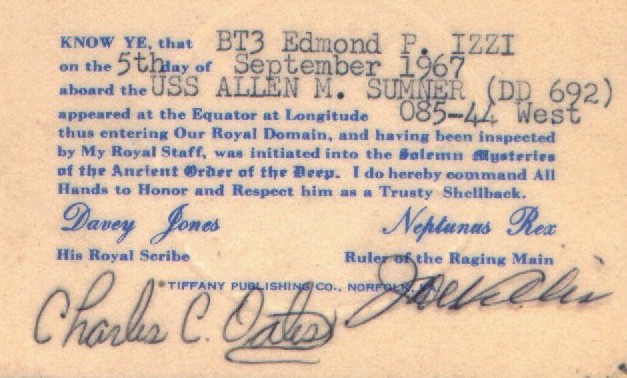 KNOW YE, that BT3 Edmond P. IZZI
on the 5th day of September 1967
aboard the USS ALLEN M. SUMNER (DD 692)
appeared at the Equator at Longitude 085-44 West
thus entering Our Royal Domain, and having been inspected
by My Royal Staff, was initiated into the Solemn Mysteries
of the Ancient Order of the Deep. I do hereby command All
Hands to Honor and Respect him as a Trusty Shellback.
Davey Jones Neptunus Rex
His Royal Scribe Ruler of the Raging Main
TIFFANY PUBLISHING CO., NORFOLK, VA.
Charles C. Oates